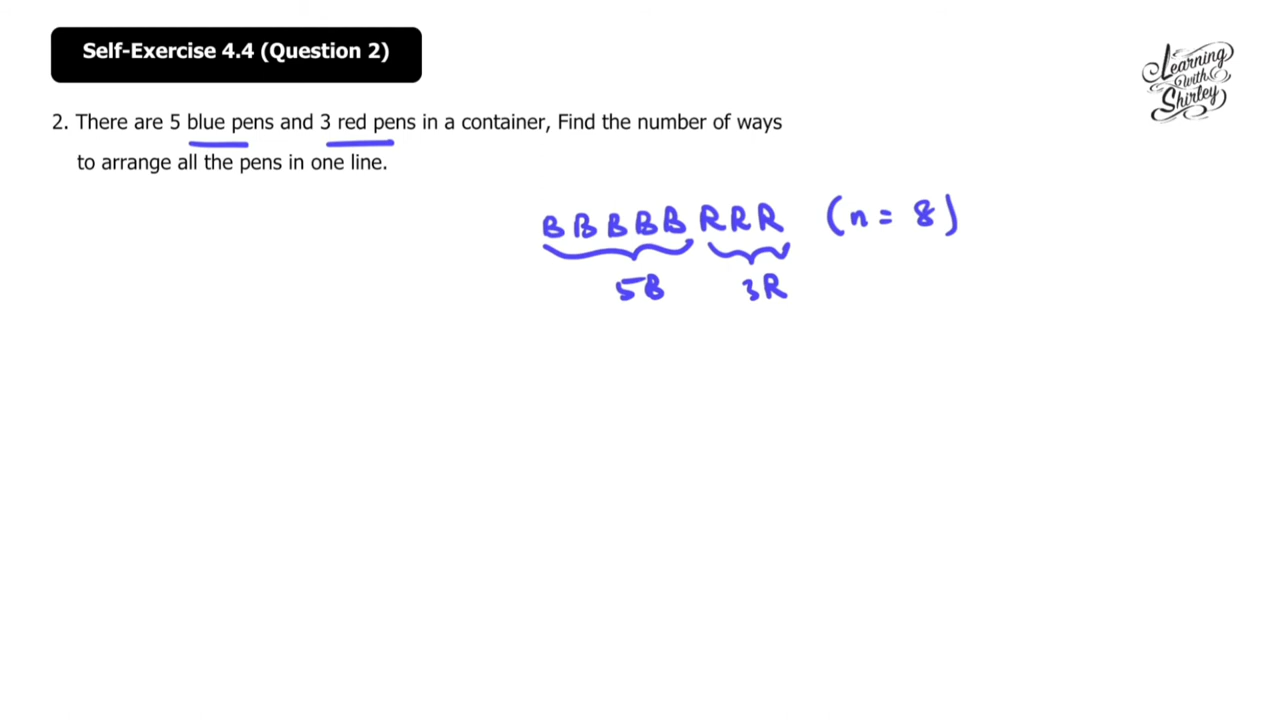 Self-Exercise 4.4 (Question 2)
Learning
with
Shirley
2. There are 5 blue pens and 3 red pens in a container, Find the number of ways
to arrange all the pens in one line.
B B B B B R R R (n = 8)
5B 3R